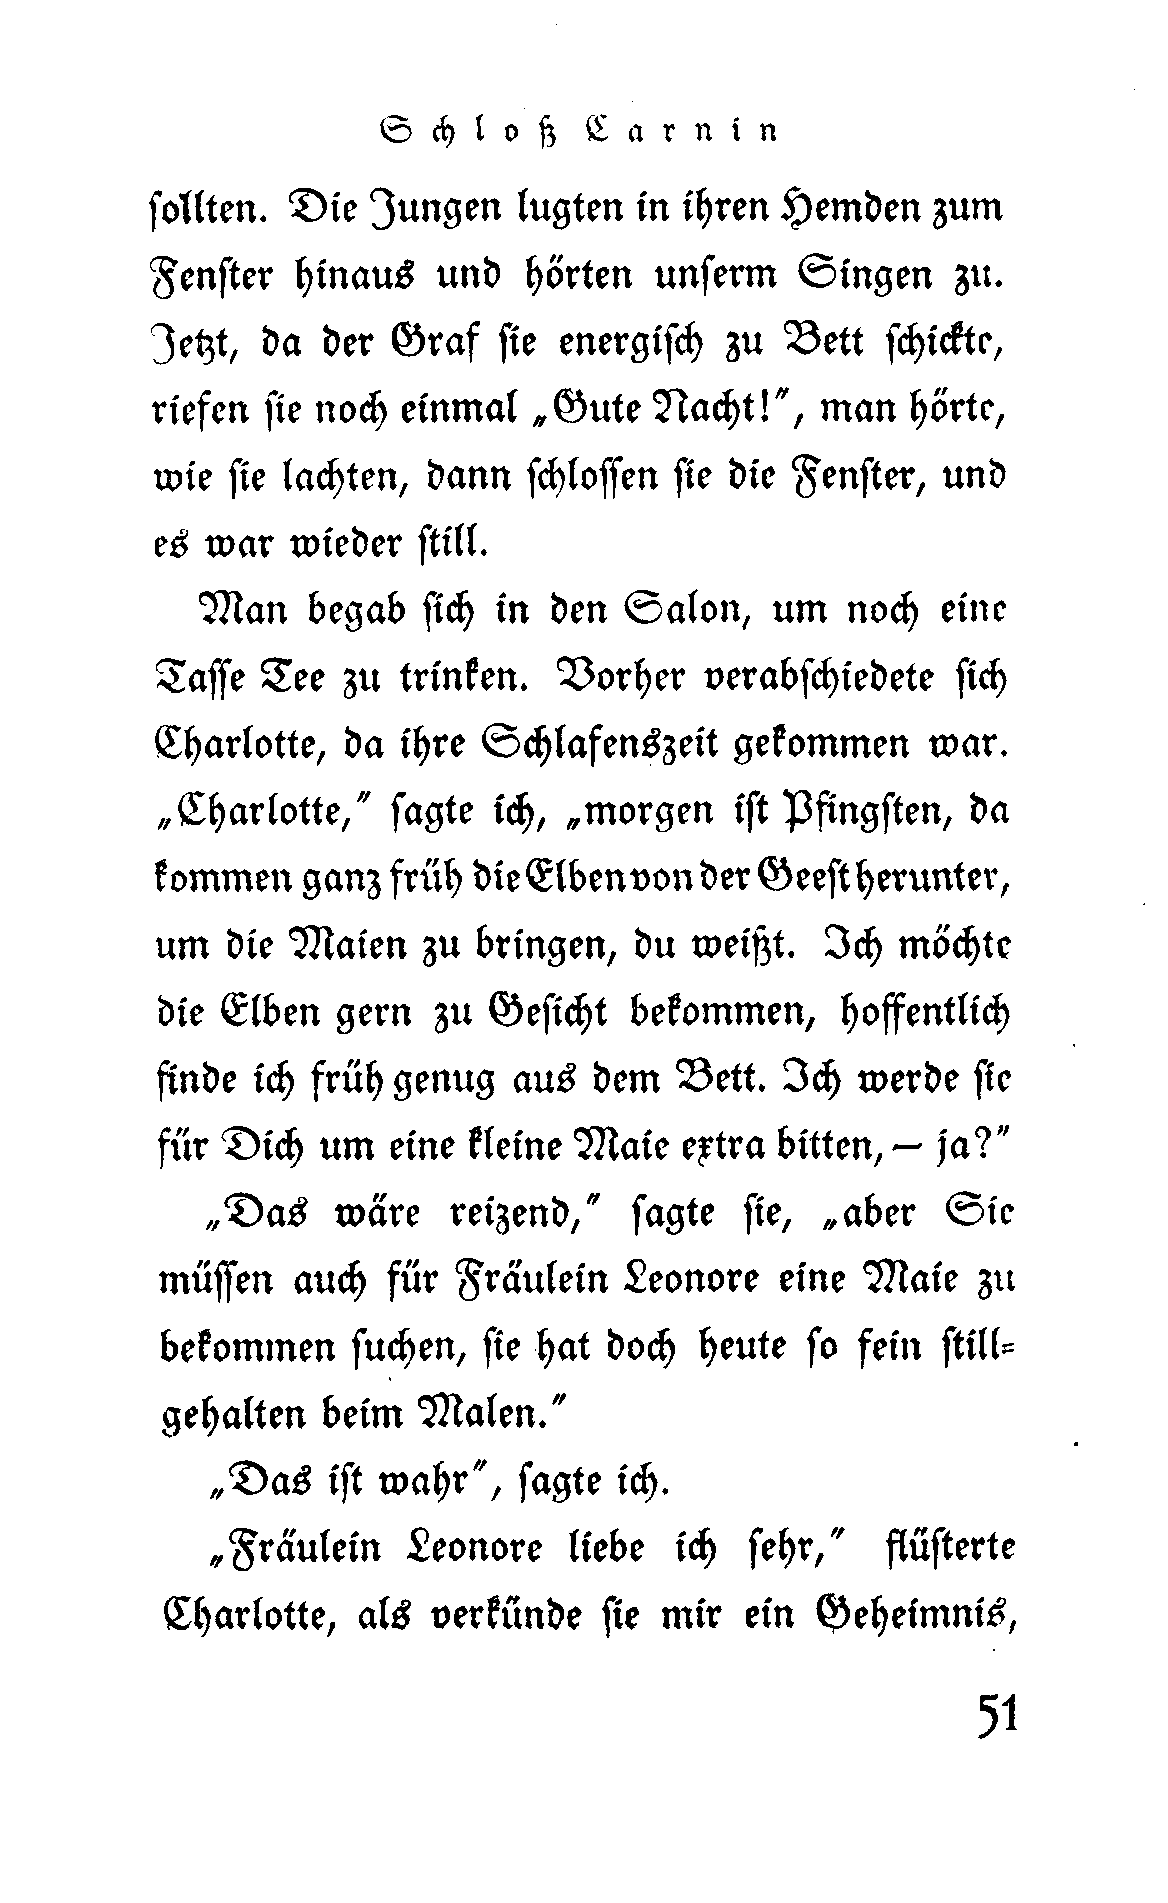 Schloß Carnin
sollten. Die Jungen lugten in ihren Hemden zum
Fenster hinaus und hörten unserm Singen zu.
Jetzt, da der Graf sie energisch zu Bett schickte,
riefen sie noch einmal „Gute Nacht!“, man hörte,
wie sie lachten, dann schlossen sie die Fenster, und
es war wieder still.
Man begab sich in den Salon, um noch eine
Tasse Tee zu trinken. Vorher verabschiedete sich
Charlotte, da ihre Schlafenszeit gekommen war.
„Charlotte,“ sagte ich, „morgen ist Pfingsten, da
kommen ganz früh die Elben von der Geest herunter,
um die Maien zu bringen, du weißt. Ich möchte
die Elben gern zu Gesicht bekommen, hoffentlich
finde ich früh genug aus dem Bett. Ich werde sie
für Dich um eine kleine Maie extra bitten, — ja?“
„Das wäre reizend,“ sagte sie, „aber Sie
müssen auch für Fräulein Leonore eine Maie zu
bekommen suchen, sie hat doch heute so fein still-
gehalten beim Malen.“
„Das ist wahr“, sagte ich.
„Fräulein Leonore liebe ich sehr,“ flüsterte
Charlotte, als verkünde sie mir ein Geheimnis,
51